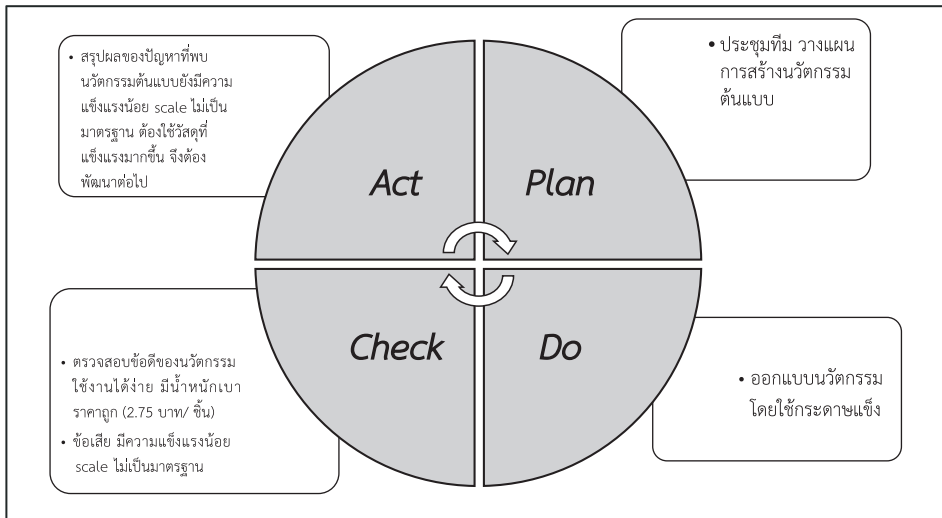 • สรุปผลของปัญหาที่พบ
นวัตกรรมต้นแบบยังมีความ
แข็งแรงน้อย scale ไม่เป็น
มาตรฐาน ต้องใช้วัสดุที่
แข็งแรงมากขึ้น จึงต้อง
พัฒนาต่อไป
• ประชุมทีม วางแผน
การสร้างนวัตกรรม
ต้นแบบ
Act
Plan
Check
Do
• ตรวจสอบข้อดีของนวัตกรรม
ใช้งานได้ง่าย มีน้ำหนักเบา
ราคาถูก (2.75 บาท/ ชิ้น)
• ข้อเสีย มีความแข็งแรงน้อย
scale ไม่เป็นมาตรฐาน
• ออกแบบนวัตกรรม
โดยใช้กระดาษแข็ง